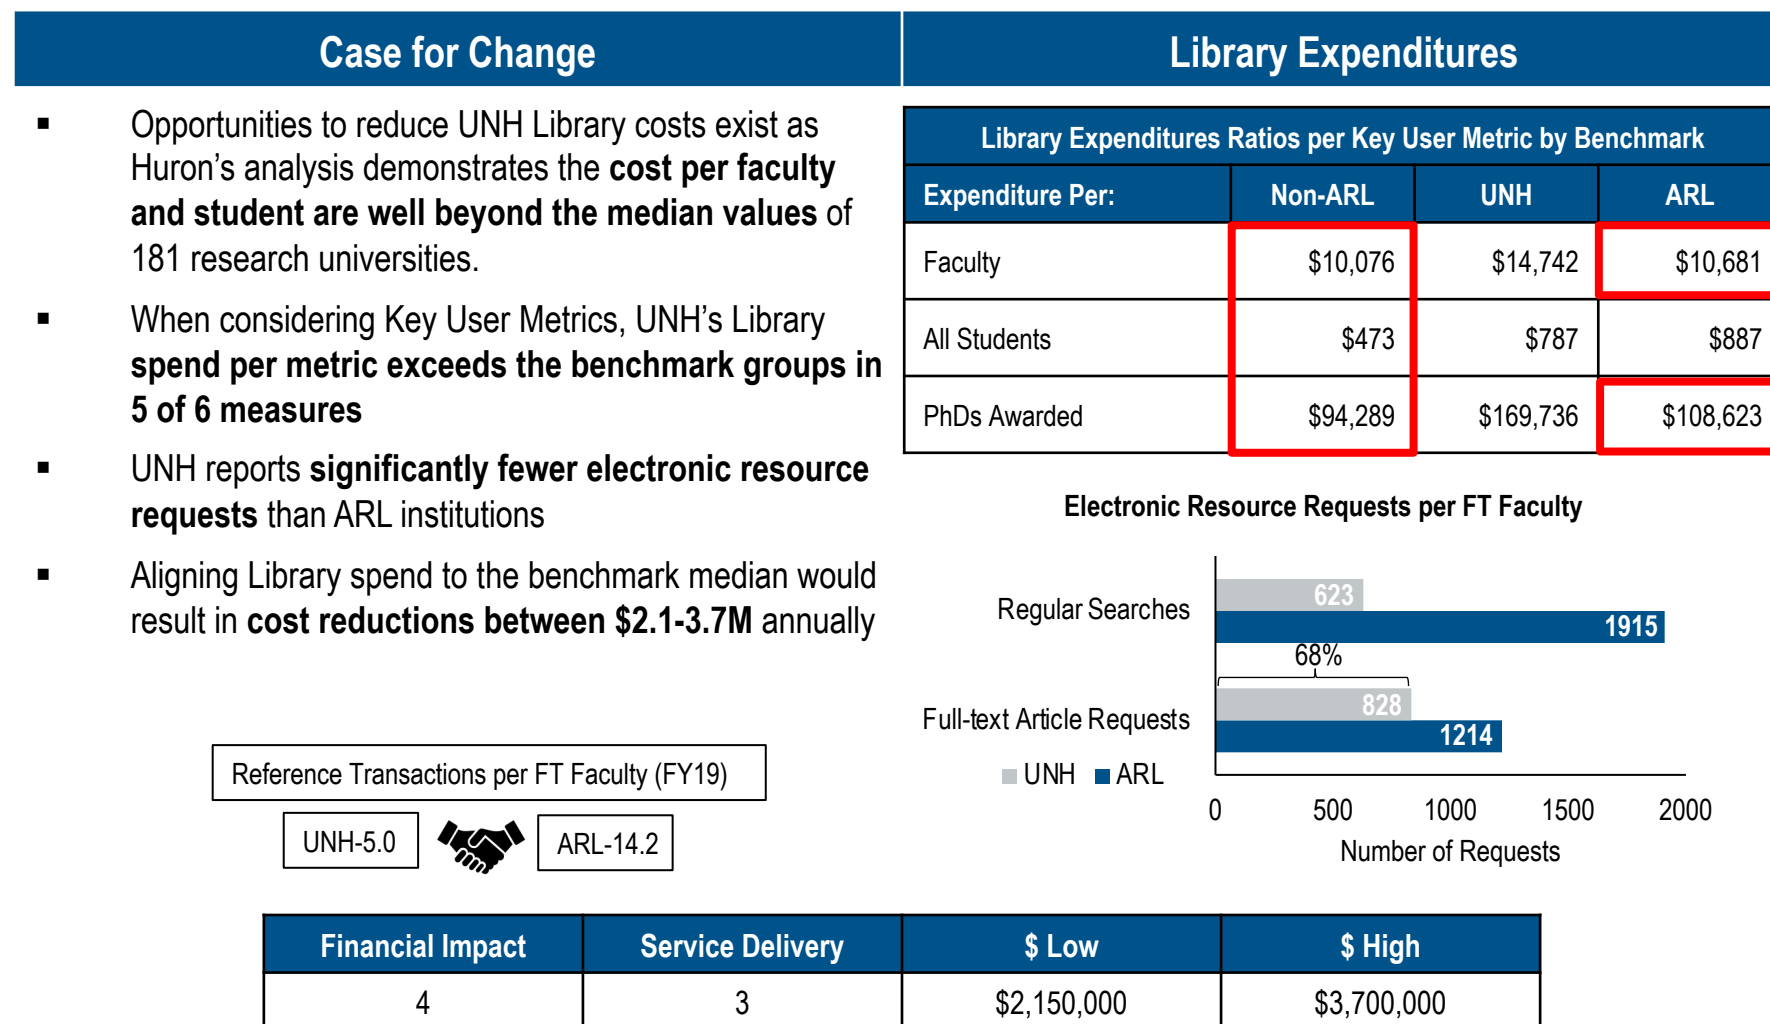 Case for Change
▪ Opportunities to reduce UNH Library costs exist as
Huron's analysis demonstrates the cost per faculty
and student are well beyond the median values of
181 research universities.
▪ When considering Key User Metrics, UNH's Library
spend per metric exceeds the benchmark groups in
5 of 6 measures
▪ UNH reports significantly fewer electronic resource
requests than ARL institutions
▪ Aligning Library spend to the benchmark median would
result in cost reductions between $2.1-3.7M annually
Reference Transactions per FT Faculty (FY19)
UNH-5.0 ARL-14.2
Library Expenditures
Library Expenditures Ratios per Key User Metric by Benchmark
Expenditure Per: Non-ARL UNH ARL
Faculty $10,076 $14,742 $10,681
All Students $473 $787 $887
PhDs Awarded $94,289 $169,736 $108,623
Electronic Resource Requests per FT Faculty
Regular Searches 623
1915
68%
Full-text Article Requests 828
1214
UNH ARL
0 500 1000 1500 2000
Number of Requests
Financial Impact Service Delivery $ Low $ High
4 3 $2,150,000 $3,700,000